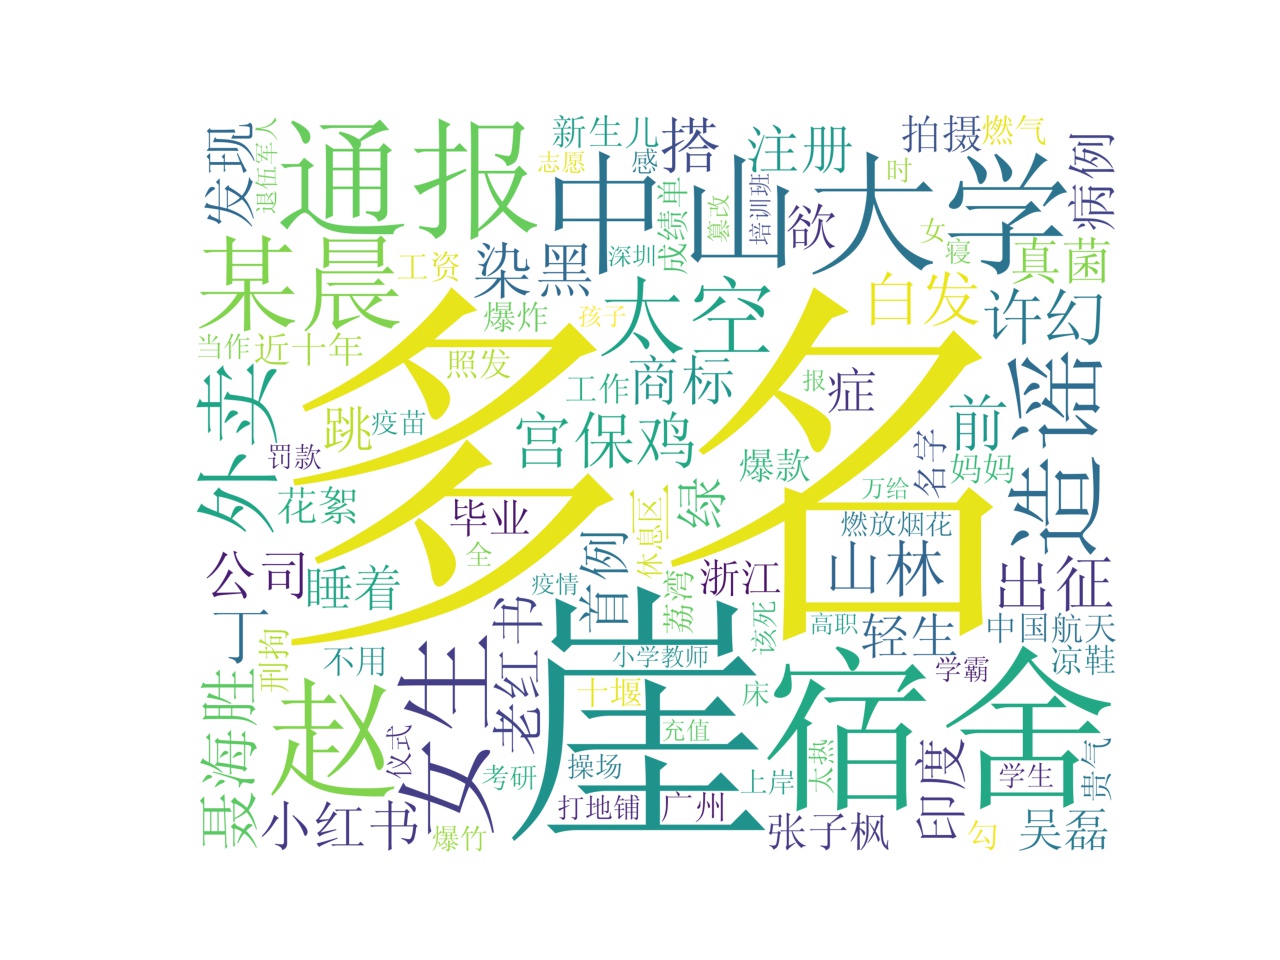 发现
退伍军人
通报
新生儿
志愿
感
搭
注册
拍摄
燃气
病例
中山大学
某晨
工资
染黑
深圳
成绩单
篡改
培训班
欲
时
女
寝
真菌
当作
近十年
爆炸
孩子
太空
白发
许幻
外卖
多名
照发
工作
商标
报
症
前
造谣
跳
疫苗
罚款
宫保鸡
爆款
名字
妈妈
花絮
毕业
全
休息区
绿
万给
燃放烟花
公司
睡着
疫情
首例
荔湾
浙江
山林
出征
丁
刑拘
不用
女生
老红书
崖
小学教师
该死
高职
轻生
中国航天
聂海胜
赵
仪式
十堰
床
宿舍
学霸
凉鞋
考研
操场
充值
上岸
太热
印度
学生
贵气
小红书
爆竹
打地铺
广州
张子枫
勾
吴磊